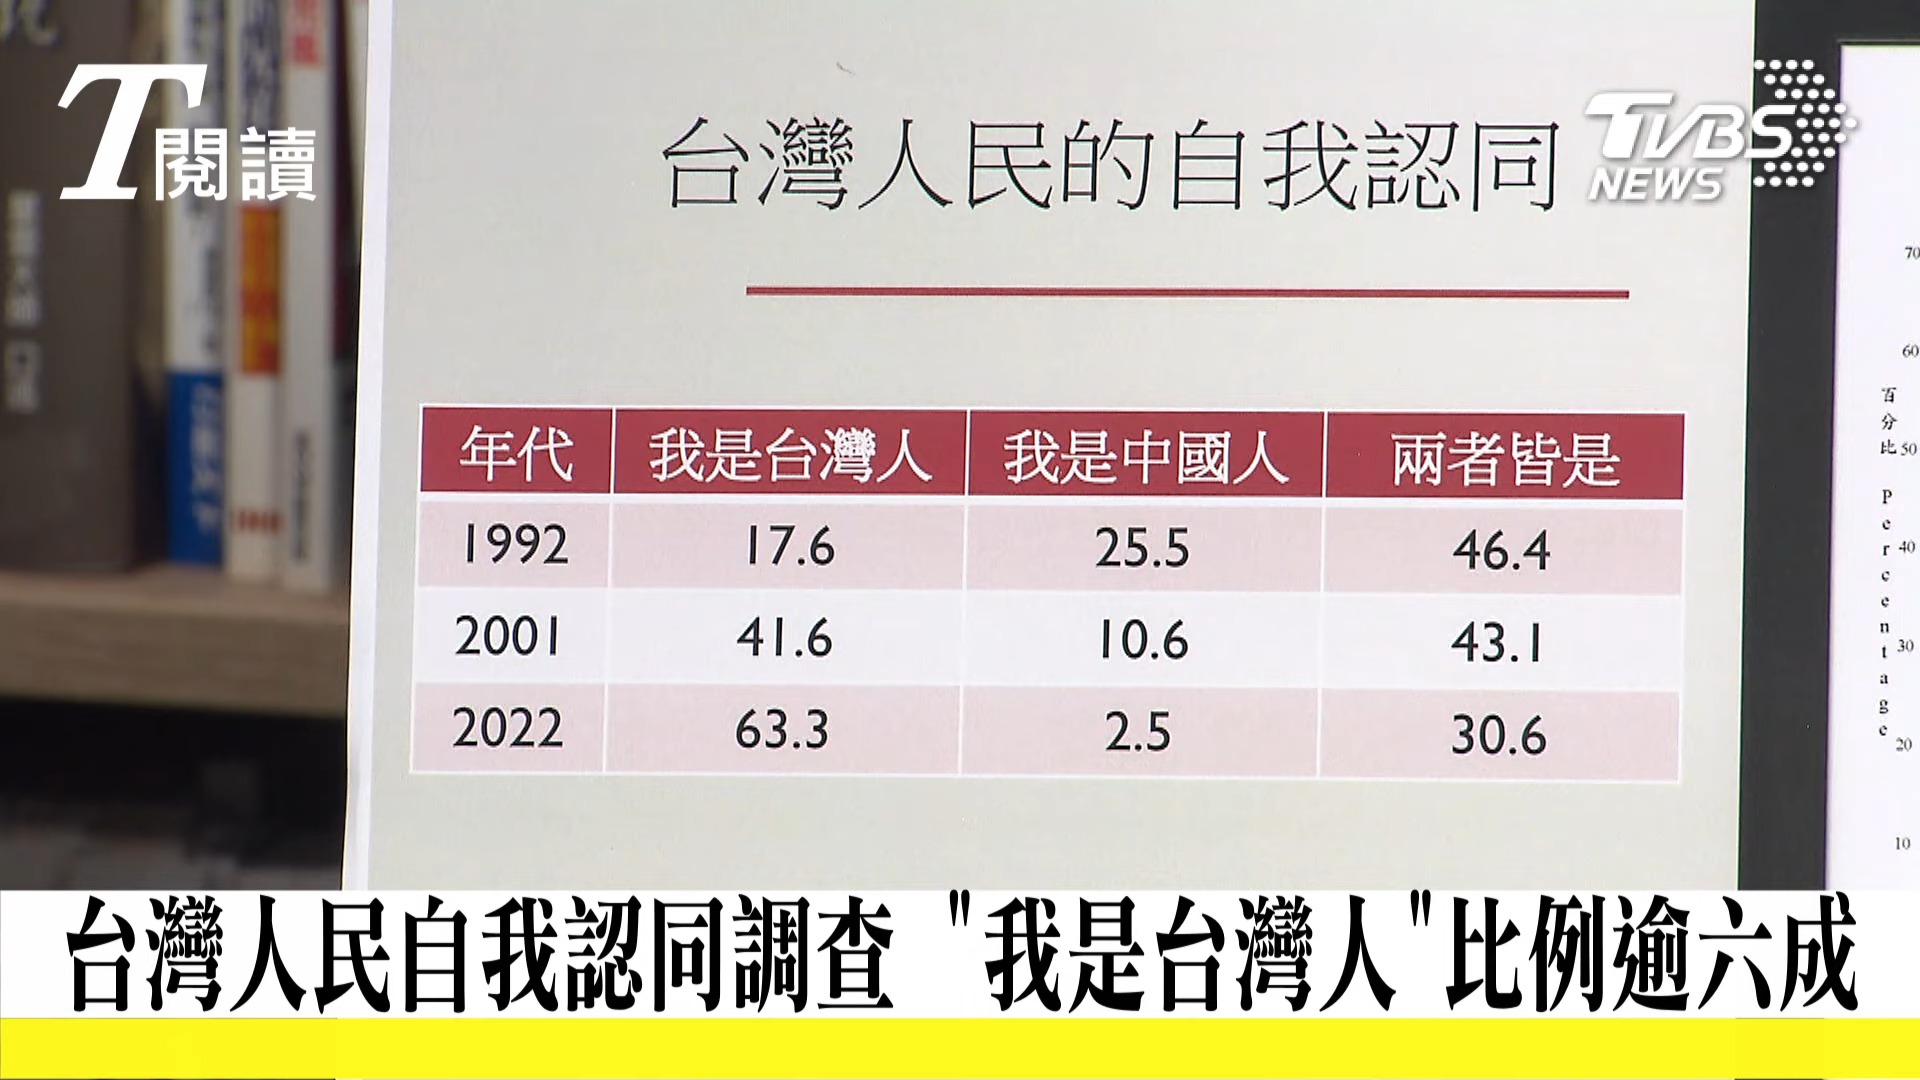 T閱讀
TVBS
NEWS
台灣人民的自我認同
年代 我是台灣人 我是中國人 兩者皆是
1992 17.6 25.5 46.4
2001 41.6 10.6 43.1
2022 63.3 2.5 30.6
70
60
50
40
30
20
10
百分比 Percentage
台灣人民自我認同調查 "我是台灣人"比例逾六成